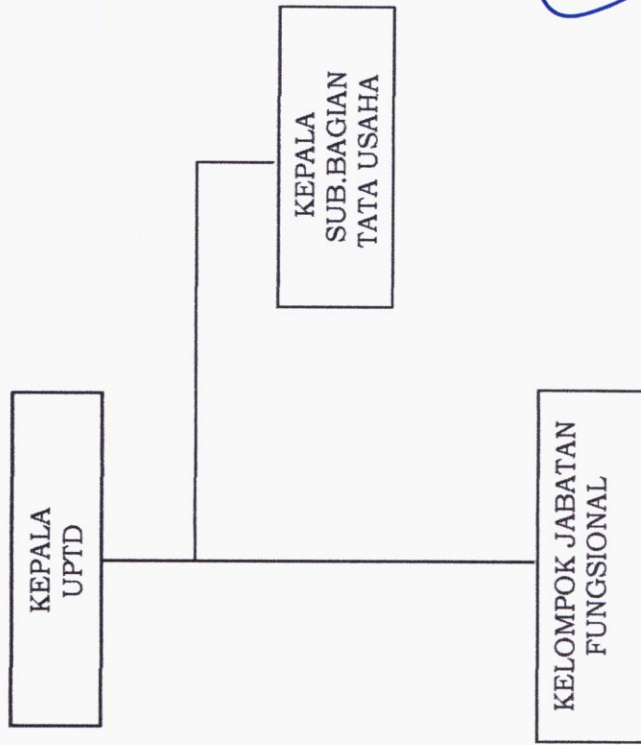 KEPALA
UPTD
KEPALA
SUB.BAGIAN
TATA USAHA
KELOMPOK JABATAN
FUNGSIONAL